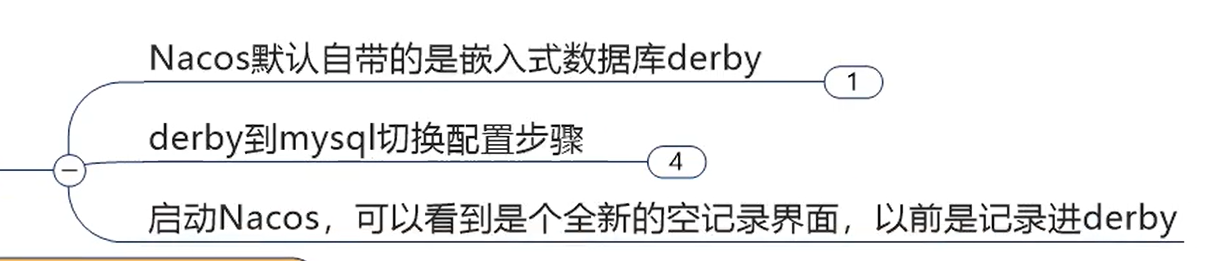 Nacos默认自带的是嵌入式数据库derby
1
derby到mysql切换配置步骤
4
启动Nacos，可以看到是个全新的空记录界面，以前是记录进derby